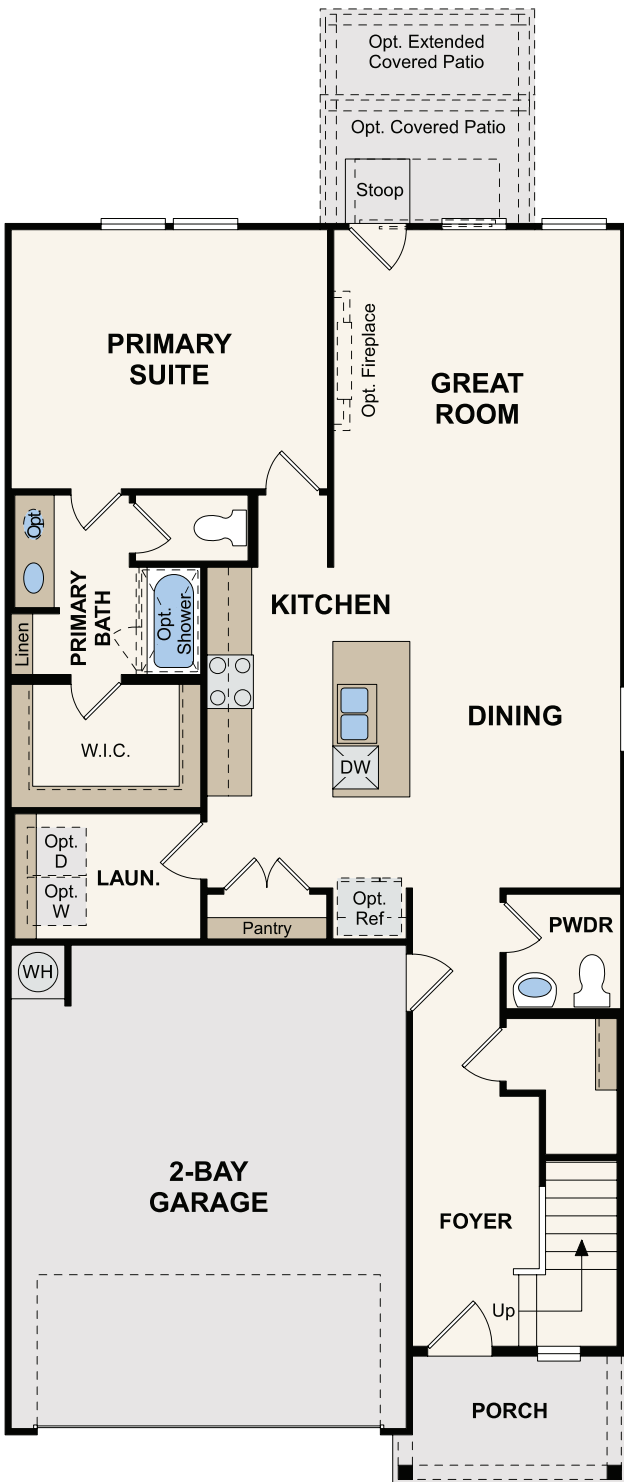 Opt. Extended
Covered Patio
Opt. Covered Patio
Stoop
PRIMARY
SUITE
Opt. Fireplace
GREAT
ROOM
Opt
PRIMARY
BATH
Linen
Opt.
Shower
KITCHEN
W.I.C.
DW
DINING
Opt.
D
Opt.
W
LAUN.
Pantry
Opt.
Ref
PWDR
WH
2-BAY
GARAGE
FOYER
Up
PORCH